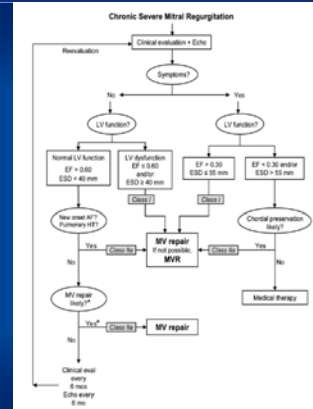 Chronic Severe Mitral Regurgitation
Reevaluation
Clinical evaluation + Echo
Symptoms?
No
Yes
LV function?
LV function?
Normal LV function
EF > 0.60
ESD < 40 mm
LV dysfunction
EF ≤ 0.60
and/or
ESD ≥ 40 mm
EF > 0.30
ESD ≤ 55 mm
EF < 0.30 and/or
ESD > 55 mm
Class I
Class I
New onset AF?
Pulmonary HT?
Yes
Class IIa
MV repair
If not possible,
MVR
Class IIa
Yes
Chordal preservation
likely?
No
No
Medical therapy
MV repair
likely?*
Yes*
Class IIa
MV repair
No
Clinical eval
every
6 mos
Echo every
6 mo